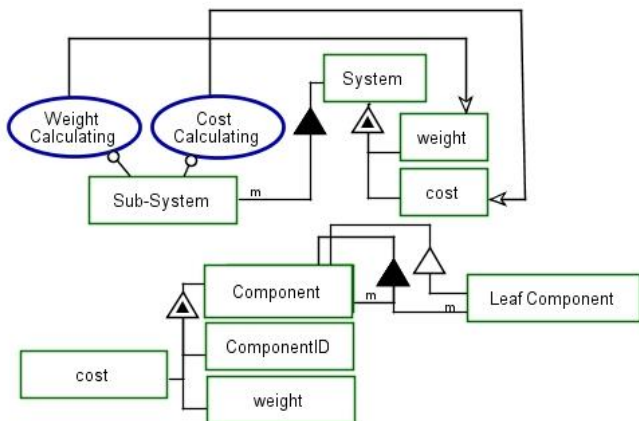 System
Weight
Calculating
Cost
Calculating
weight
Sub-System
m
cost
Component
m
m
Leaf Component
ComponentID
cost
weight